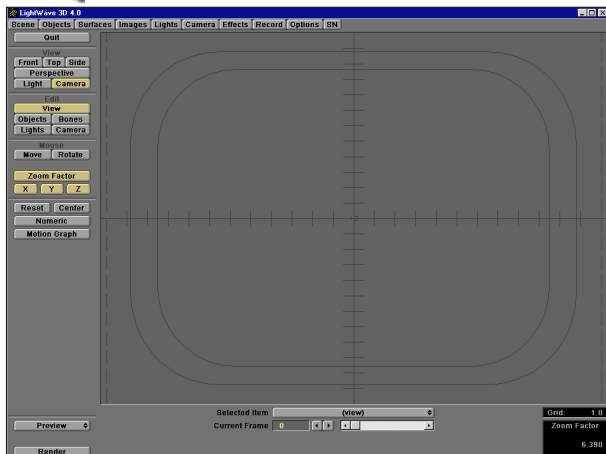 LightWave 3D 4.0
Scene Objects Surfaces Images Lights Camera Effects Record Options SN
Quit
View
Front Top Side
Perspective
Light Camera
Edit
View
Objects Bones
Lights Camera
Mouse
Move Rotate
Zoom Factor
X Y Z
Reset Center
Numeric
Motion Graph
Selected Item (view)
Grid: 1.0
Preview
Current Frame 0
Zoom Factor
6.390
Render